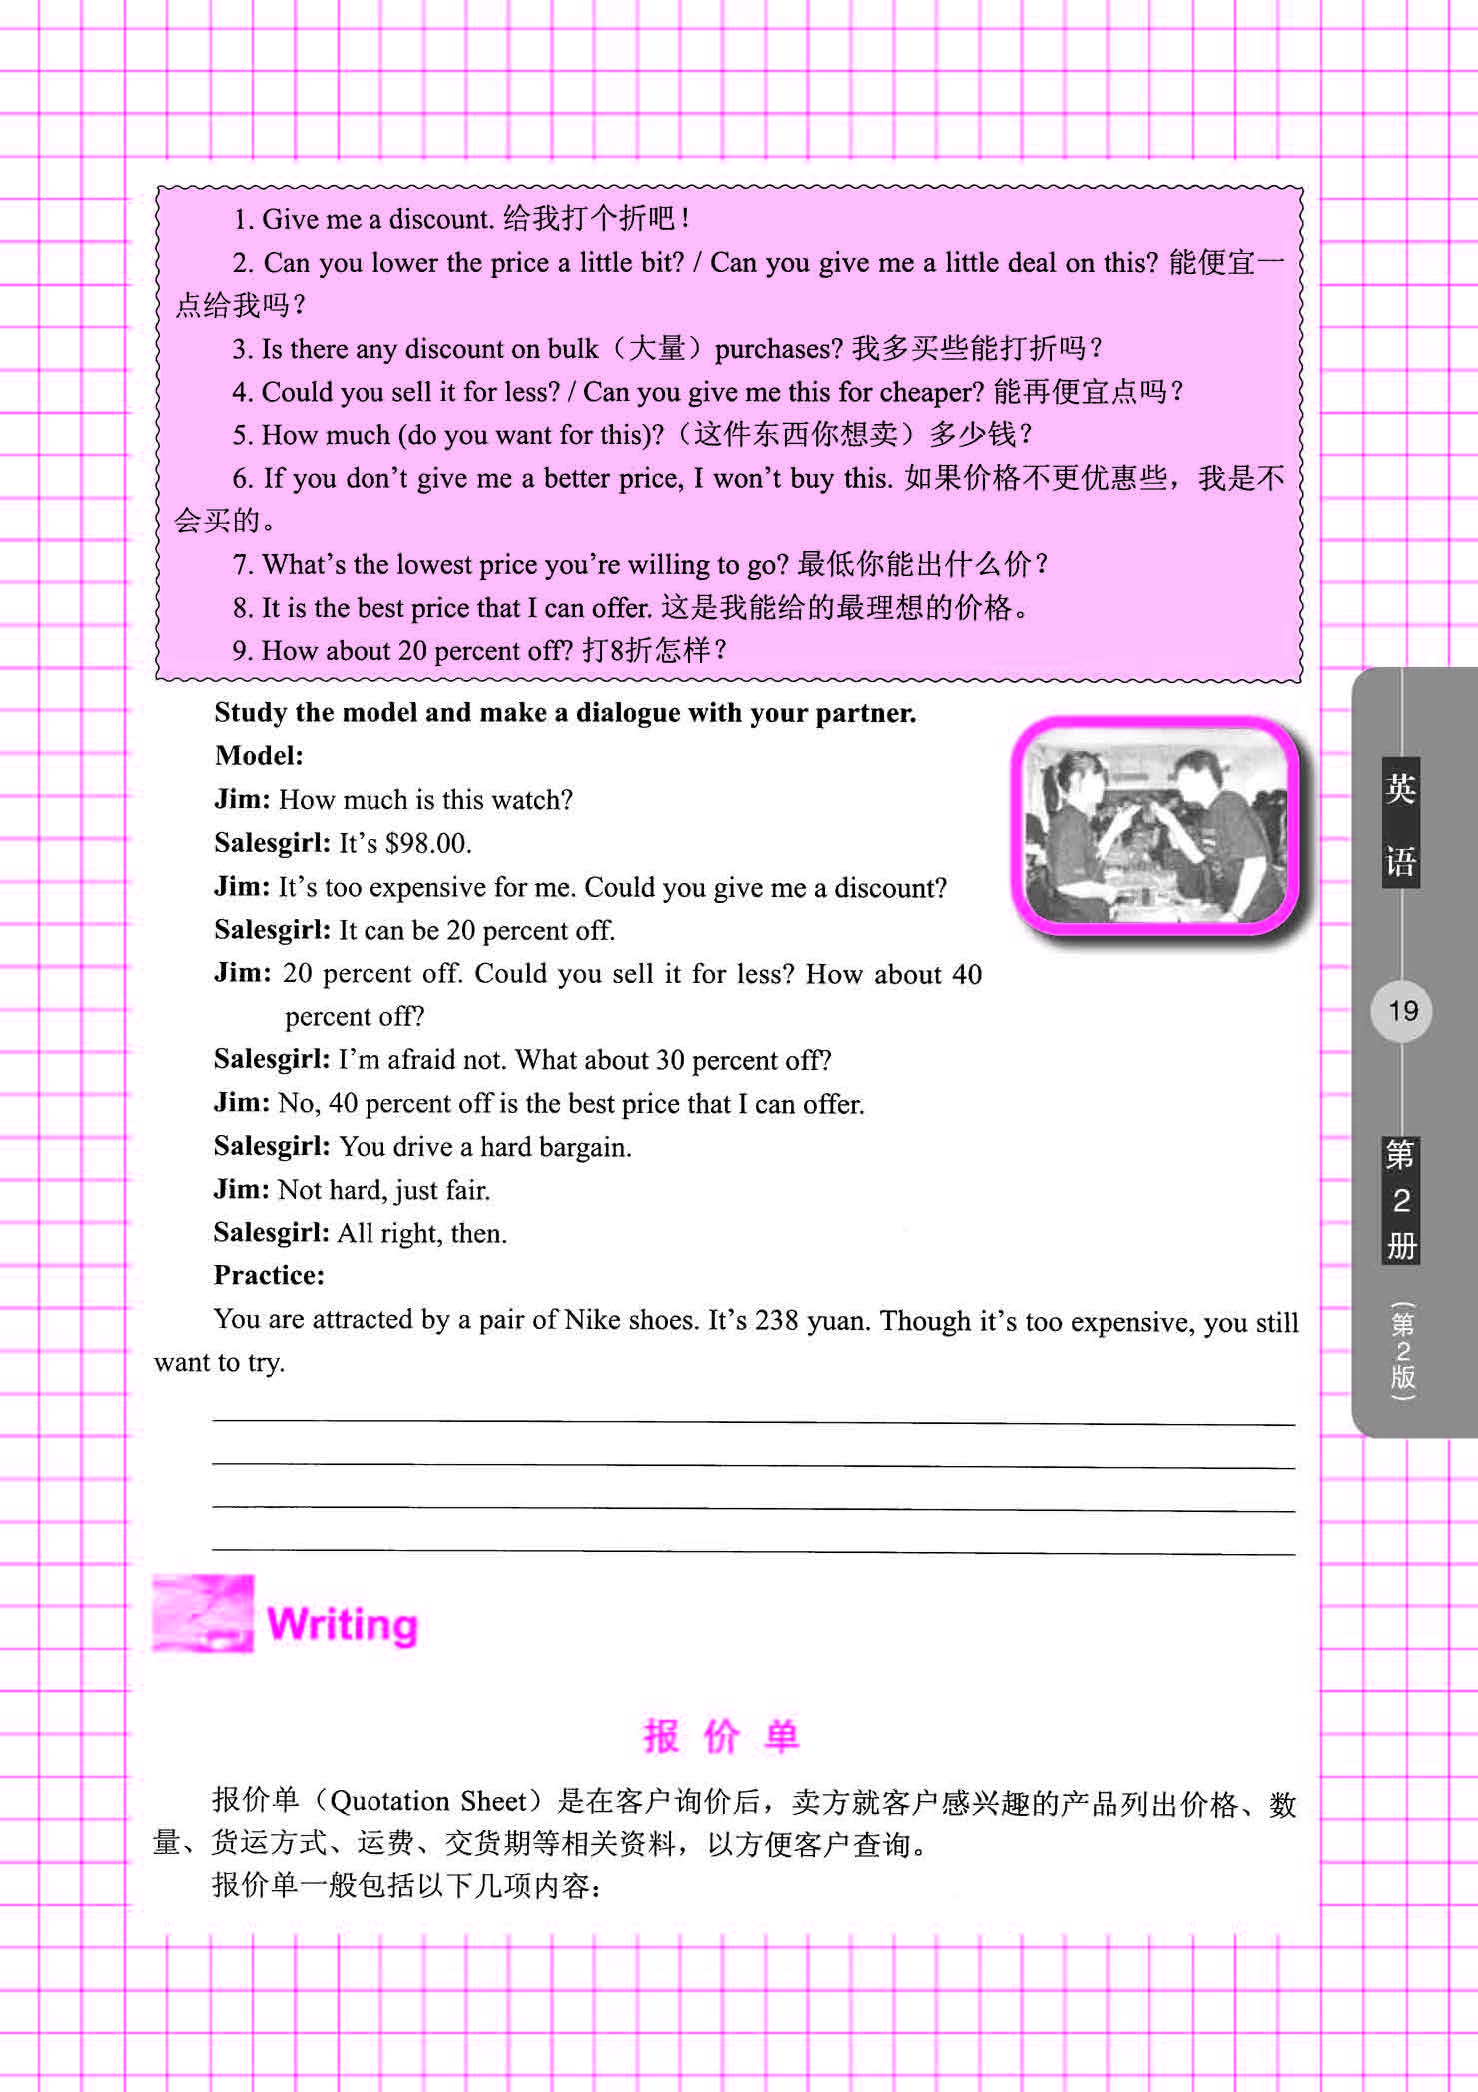 1. Give me a discount. 给我打个折吧！
2. Can you lower the price a little bit? / Can you give me a little deal on this? 能便宜一
点给我吗？
3. Is there any discount on bulk（大量）purchases? 我多买些能打折吗？
4. Could you sell it for less? / Can you give me this for cheaper? 能再便宜点吗？
5. How much (do you want for this)?（这件东西你想卖）多少钱？
6. If you don’t give me a better price, I won’t buy this. 如果价格不更优惠些，我是不
会买的。
7. What’s the lowest price you’re willing to go? 最低你能出什么价？
8. It is the best price that I can offer. 这是我能给的最理想的价格。
9. How about 20 percent off? 打8折怎样？
Study the model and make a dialogue with your partner.
Model:
Jim: How much is this watch?
Salesgirl: It’s $98.00.
Jim: It’s too expensive for me. Could you give me a discount?
Salesgirl: It can be 20 percent off.
Jim: 20 percent off. Could you sell it for less? How about 40
percent off?
Salesgirl: I’m afraid not. What about 30 percent off?
Jim: No, 40 percent off is the best price that I can offer.
Salesgirl: You drive a hard bargain.
Jim: Not hard, just fair.
Salesgirl: All right, then.
Practice:
You are attracted by a pair of Nike shoes. It’s 238 yuan. Though it’s too expensive, you still
want to try.
Writing
报 价 单
报价单（Quotation Sheet）是在客户询价后，卖方就客户感兴趣的产品列出价格、数
量、货运方式、运费、交货期等相关资料，以方便客户查询。
报价单一般包括以下几项内容：
英语
19
第2册
（第2版）